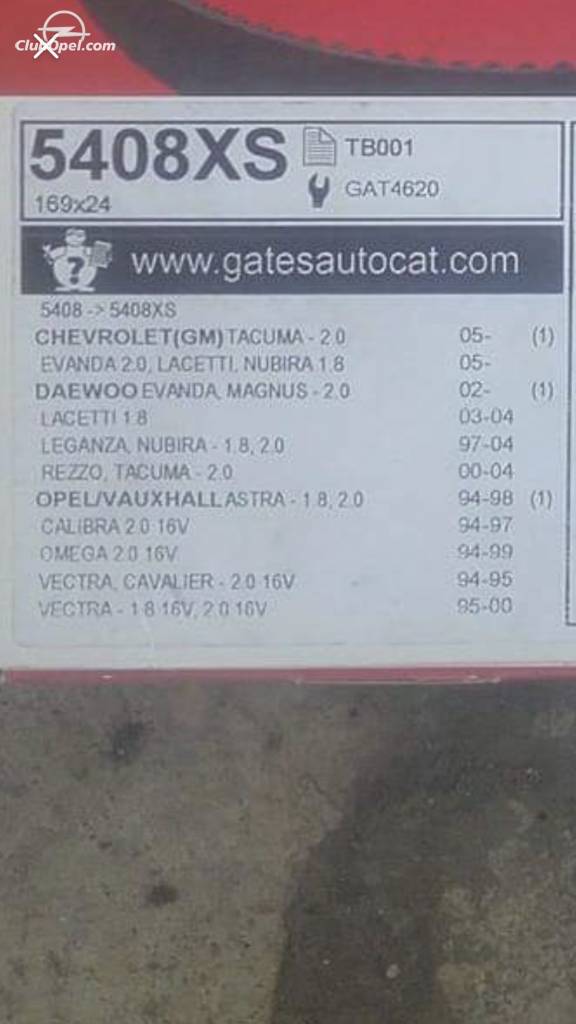 ClubOpel.com
5408XS TB001
169x24 GAT4620
?
www.gatesautocat.com
5408 -> 5408XS
CHEVROLET(GM) TACUMA - 2.0 05- (1)
EVANDA 2.0, LACETTI, NUBIRA 1.8 05-
DAEWOO EVANDA, MAGNUS - 2.0 02- (1)
LACETTI 1.8 03-04
LEGANZA, NUBIRA - 1.8, 2.0 97-04
REZZO, TACUMA - 2.0 00-04
OPEL/VAUXHALL ASTRA - 1.8, 2.0 94-98 (1)
CALIBRA 2.0 16V 94-97
OMEGA 2.0 16V 94-99
VECTRA, CAVALIER - 2.0 16V 94-95
VECTRA - 1.8 16V, 2.0 16V 95-00